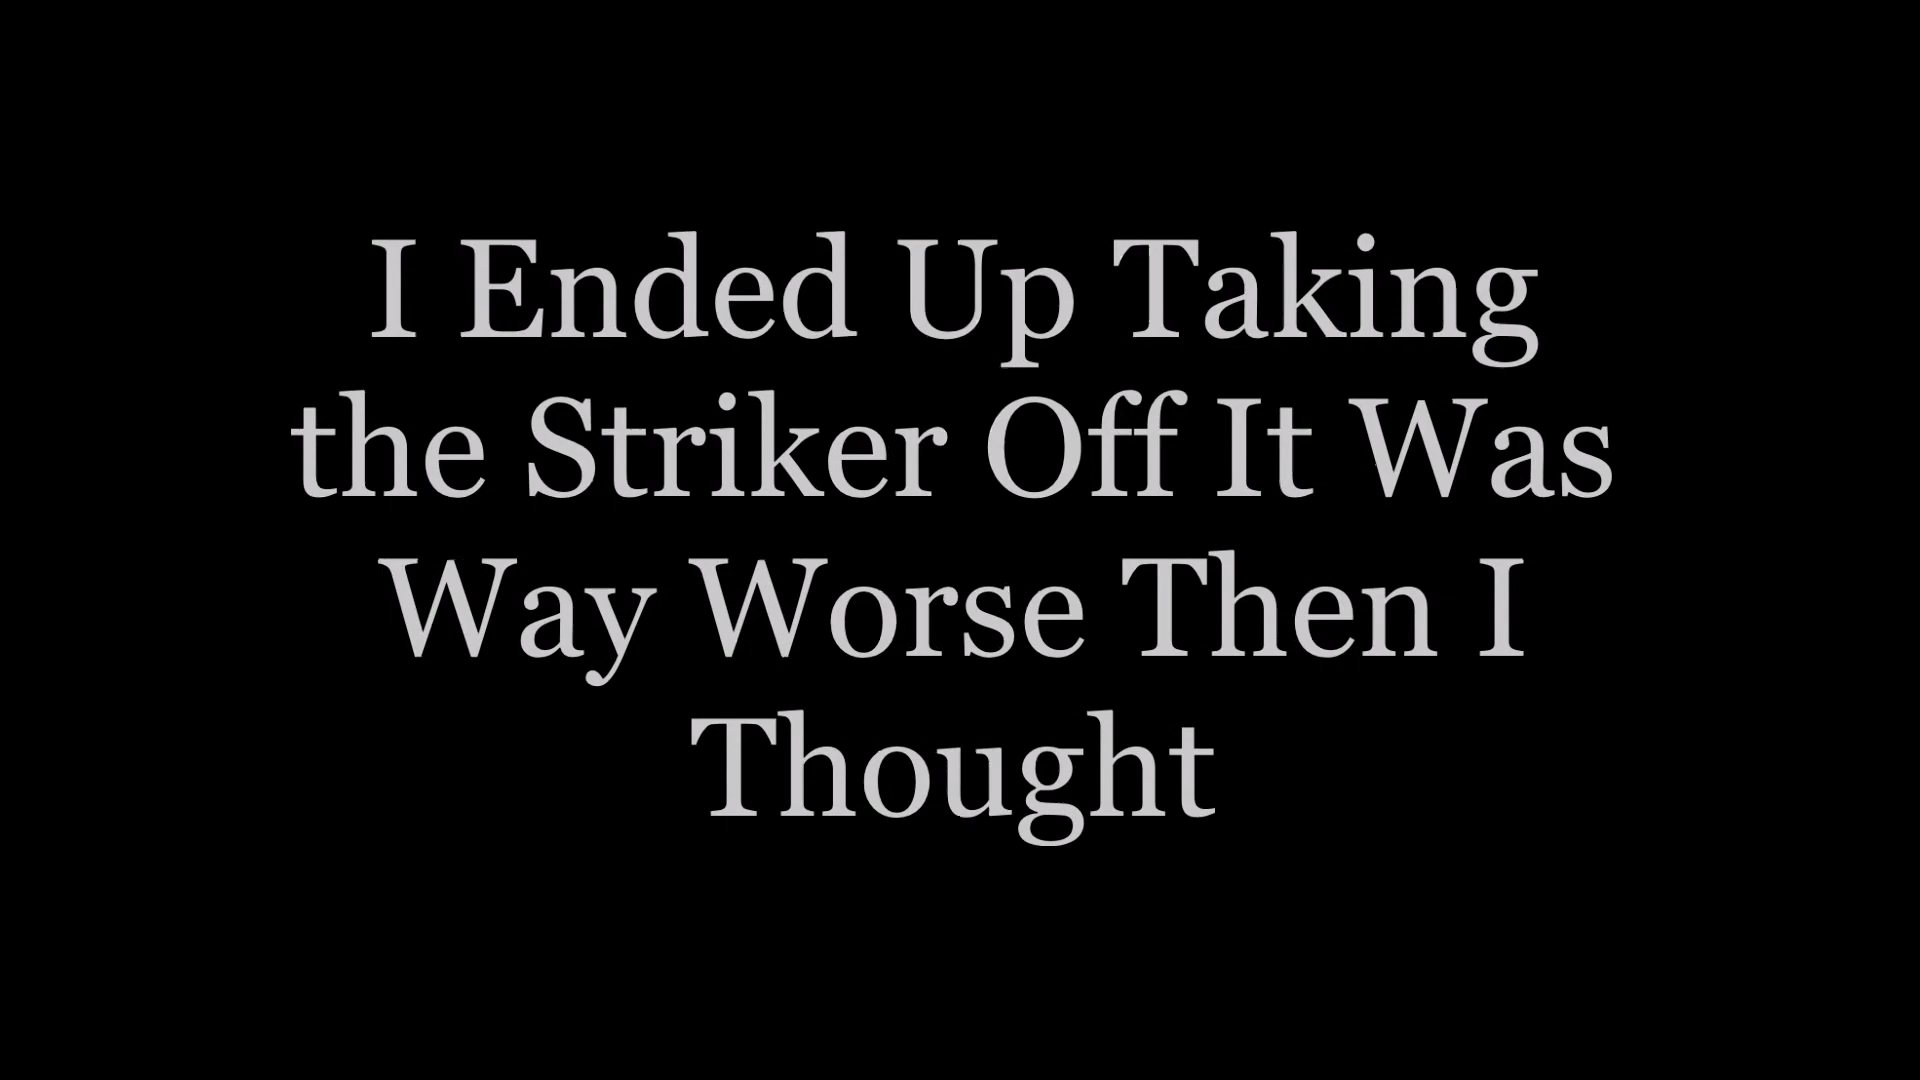 I Ended Up Taking
the Striker Off It Was
Way Worse Then I
Thought